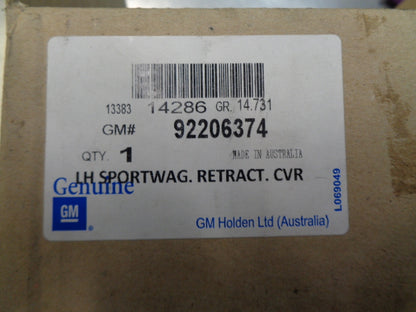 13383 14286 GR. 14.731
GM# 92206374
QTY. 1 MADE IN AUSTRALIA
LH SPORTWAG. RETRACT. CVR
Genuine
GM
GM Holden Ltd (Australia)
L069049